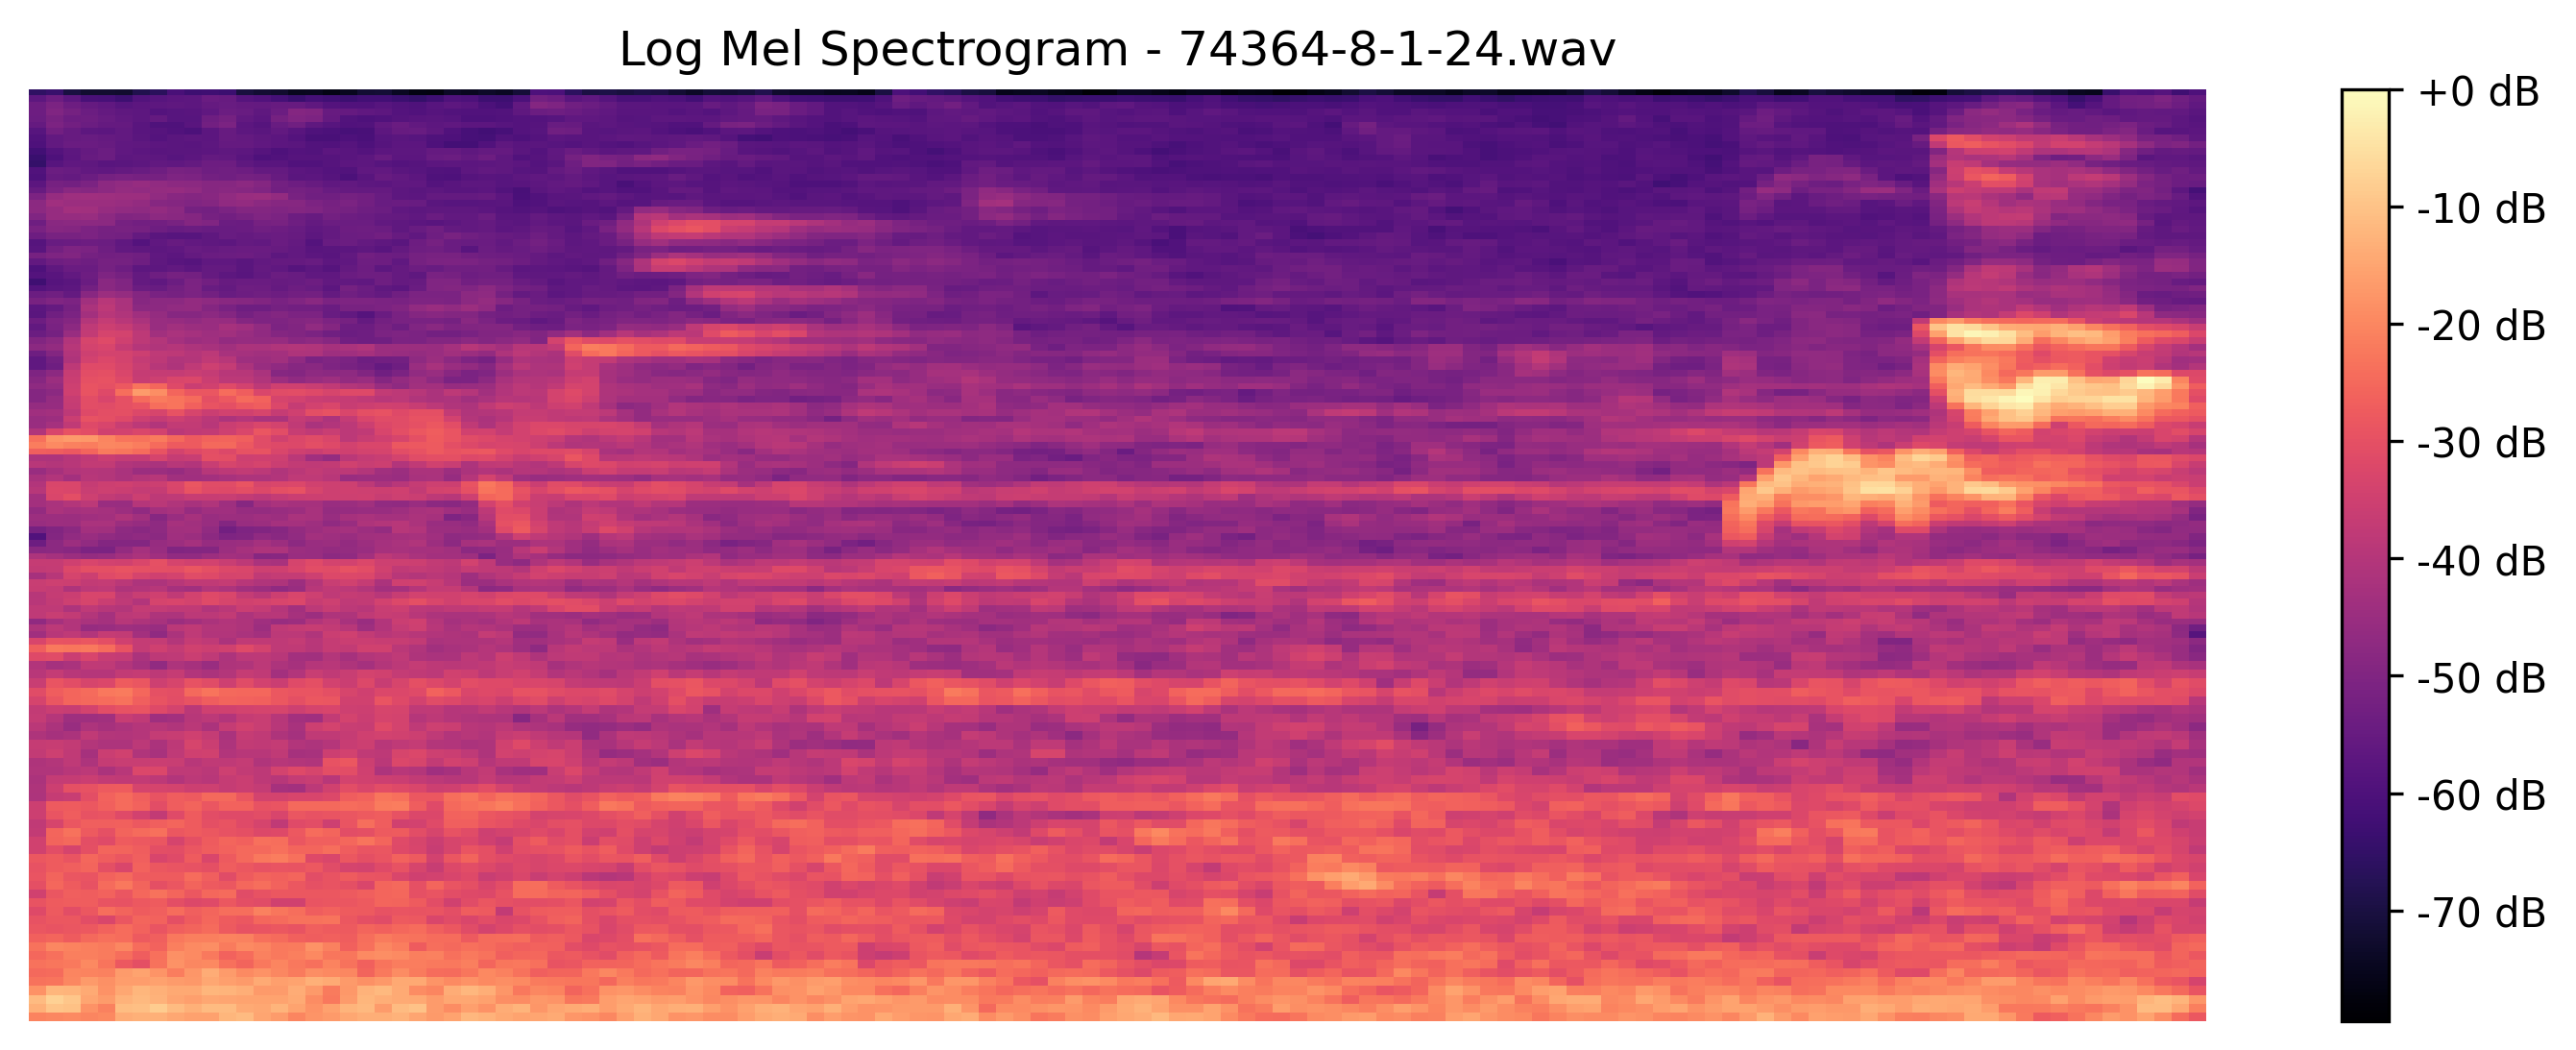 Log Mel Spectrogram - 74364-8-1-24.wav
+0 dB
-10 dB
-20 dB
-30 dB
-40 dB
-50 dB
-60 dB
-70 dB